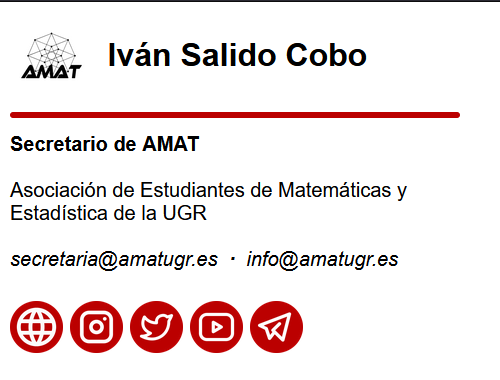 AMAT
Iván Salido Cobo
Secretario de AMAT
Asociación de Estudiantes de Matemáticas y
Estadística de la UGR
secretaria@amatugr.es · info@amatugr.es